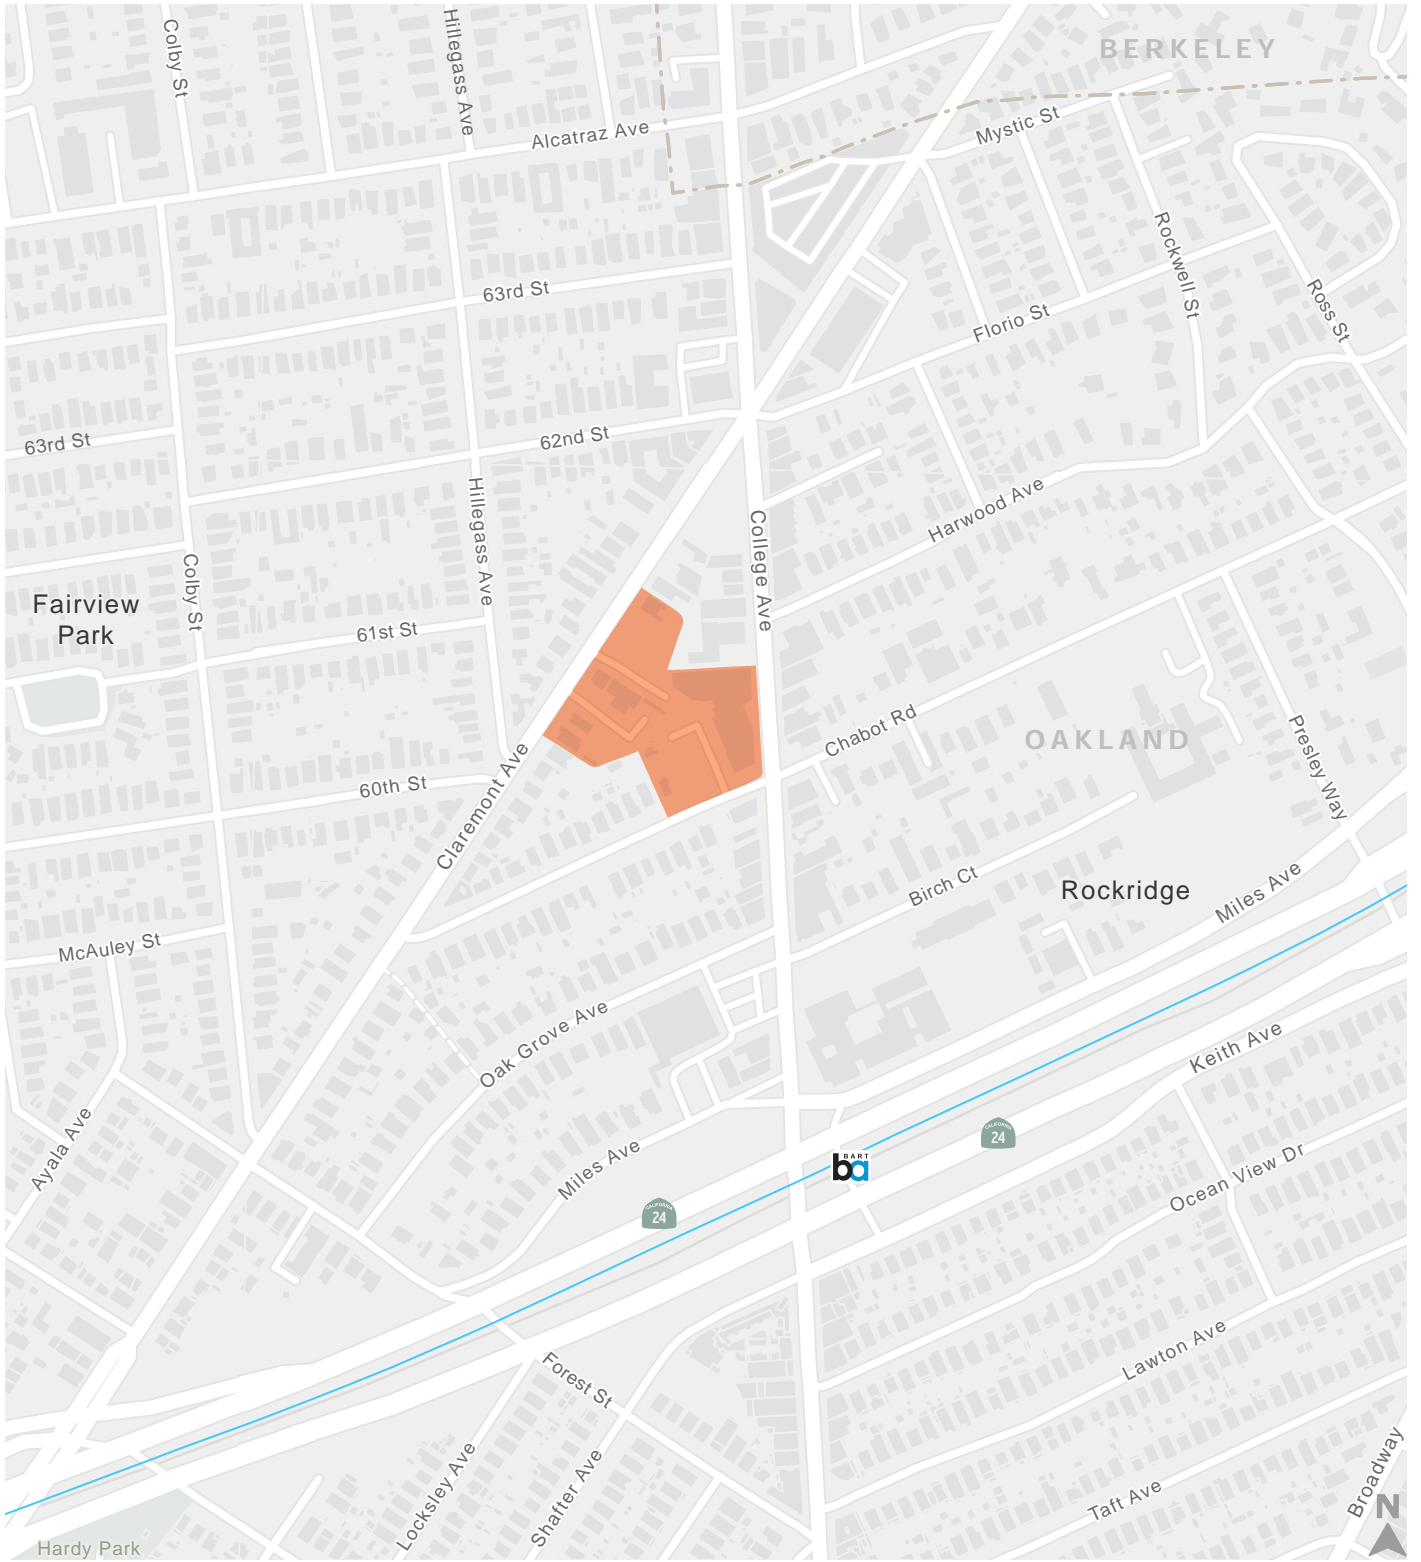 Colby St
Hillegass Ave
BERKELEY
Alcatraz Ave
Mystic St
Rockwell St
63rd St
Florio St
Ross St
63rd St
62nd St
Hillegass Ave
Harwood Ave
College Ave
Colby St
Fairview
Park
61st St
Chabot Rd
OAKLAND
Presley Way
60th St
Claremont Ave
Birch Ct
Rockridge
Miles Ave
McAuley St
Oak Grove Ave
Keith Ave
Ayala Ave
CALIFORNIA
24
BART
ba
Miles Ave
Ocean View Dr
CALIFORNIA
24
Lawton Ave
Forest St
Locksley Ave
Shafter Ave
Taft Ave
Broadway
N
Hardy Park